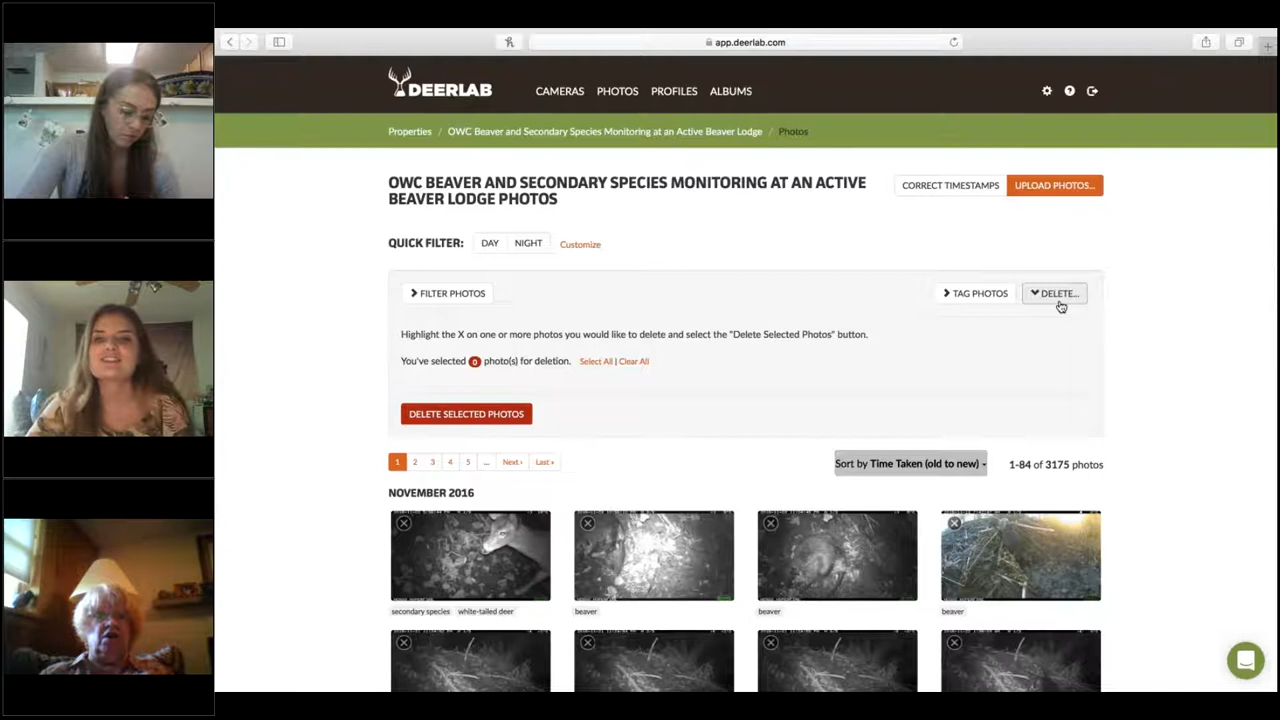 app.deerlab.com
DEERLAB
CAMERAS PHOTOS PROFILES ALBUMS
Properties / OWC Beaver and Secondary Species Monitoring at an Active Beaver Lodge / Photos
OWC BEAVER AND SECONDARY SPECIES MONITORING AT AN ACTIVE
BEAVER LODGE PHOTOS
CORRECT TIMESTAMPS UPLOAD PHOTOS...
QUICK FILTER: DAY NIGHT Customize
FILTER PHOTOS TAG PHOTOS DELETE...
Highlight the X on one or more photos you would like to delete and select the "Delete Selected Photos" button.
You've selected 0 photo(s) for deletion. Select All | Clear All
DELETE SELECTED PHOTOS
1 2 3 4 5 ... Next › Last »
Sort by Time Taken (old to new) 1-84 of 3175 photos
NOVEMBER 2016
secondary species white-tailed deer beaver beaver beaver